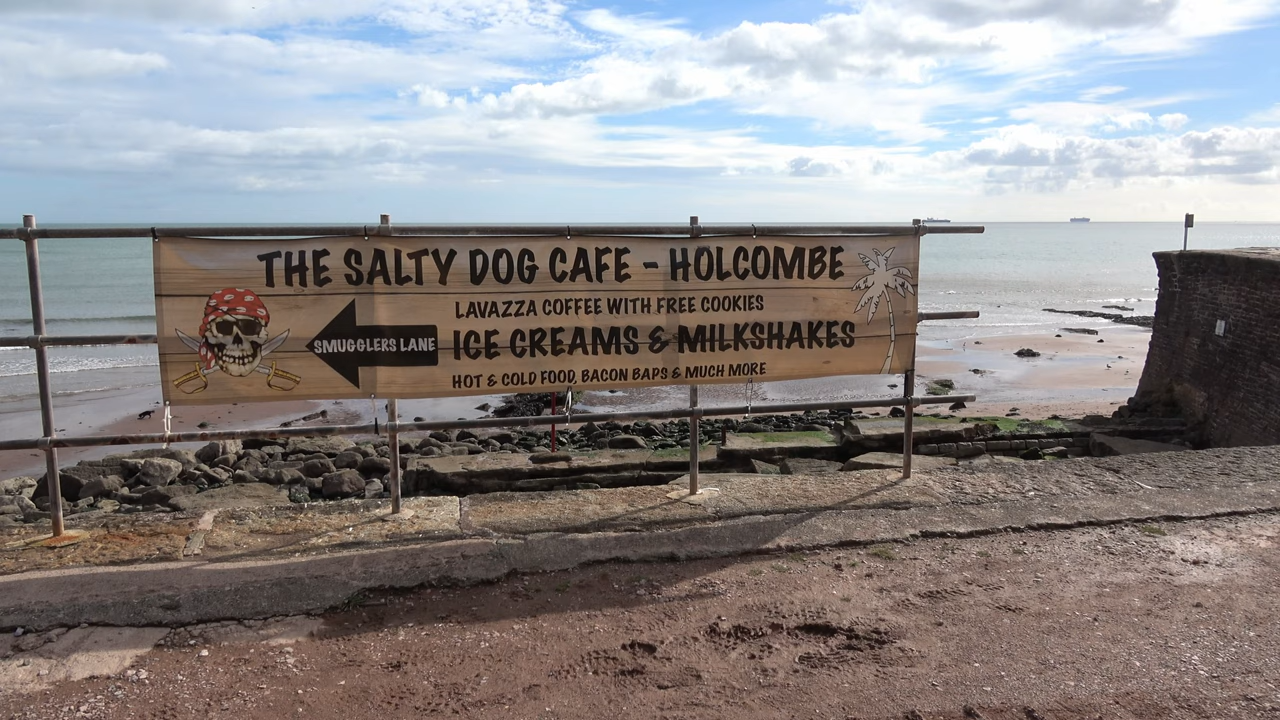 THE SALTY DOG CAFE - HOLCOMBE
LAVAZZA COFFEE WITH FREE COOKIES
SMUGGLERS LANE
ICE CREAMS & MILKSHAKES
HOT & COLD FOOD, BACON BAPS & MUCH MORE